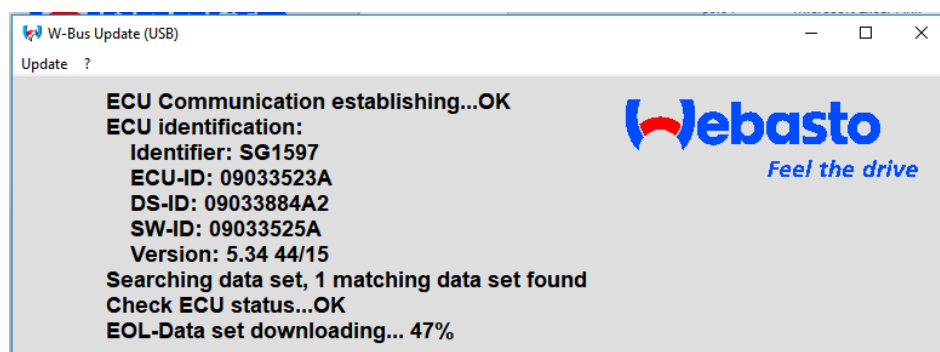 W-Bus Update (USB)
Update ?
ECU Communication establishing...OK
ECU identification:
Identifier: SG1597
ECU-ID: 09033523A
DS-ID: 09033884A2
SW-ID: 09033525A
Version: 5.34 44/15
Searching data set, 1 matching data set found
Check ECU status...OK
EOL-Data set downloading... 47%
Webasto
Feel the drive